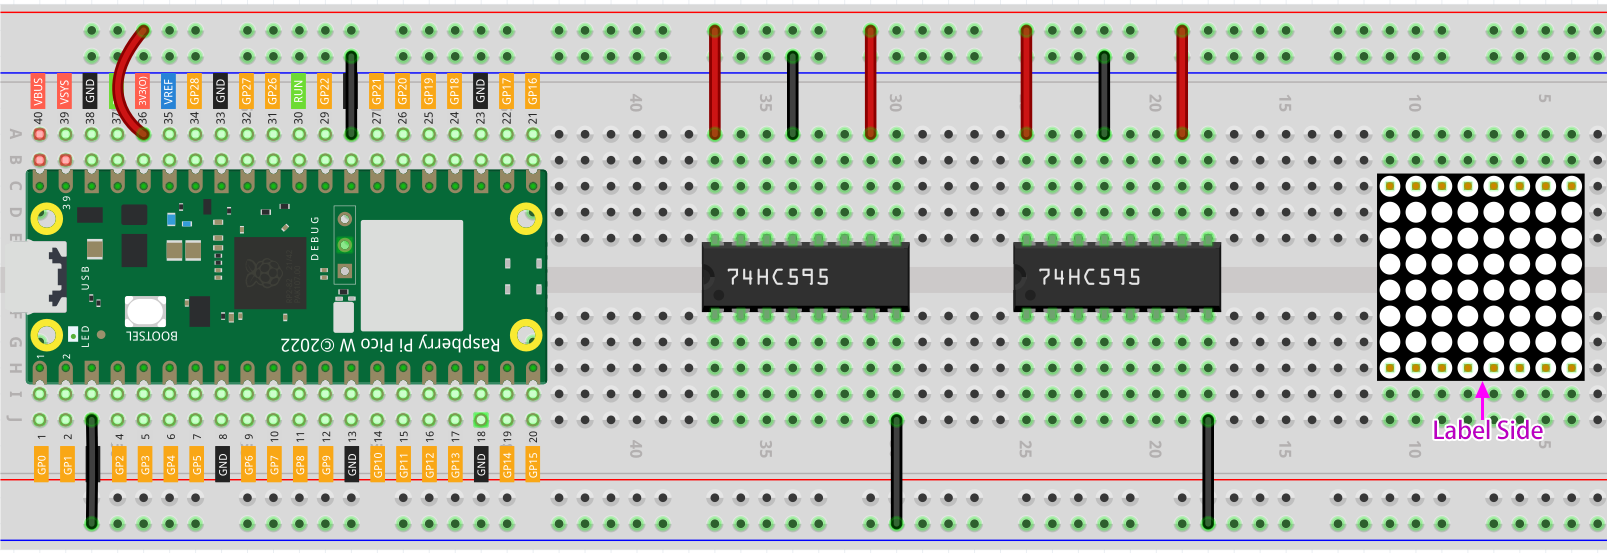 VBUS VSYS GND 3V3(O) VREF GP28 GND GP27 GP26 RUN GP22 GP21 GP20 GP19 GP18 GND GP17 GP16
40 39 38 37 36 35 34 33 32 31 30 29 27 26 25 24 23 22 21
40 35 30 20 15 10 5
A
B
C
D
E
F
G
H
I
J
39
DEBUG
USB
74HC595
74HC595
LED
BOOTSEL
Raspberry Pi Pico W ©2022
1 2
Label Side
1 2 4 5 6 7 8 9 10 11 12 13 14 15 16 17 18 19 20
40 35 25 20 15 10 5
GP0 GP1 GP2 GP3 GP4 GP5 GND GP6 GP7 GP8 GP9 GND GP10 GP11 GP12 GP13 GND GP14 GP15